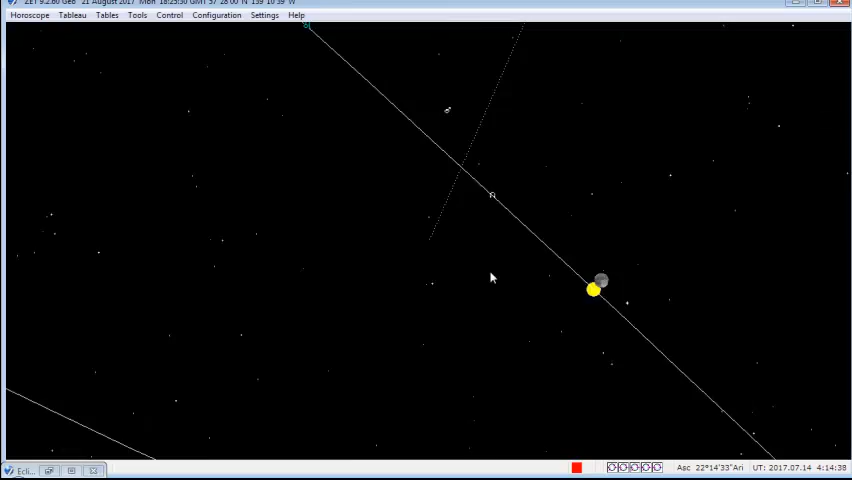 ZET 9.2.60 Geo 21 August 2017 Mon 18:25:30 GMT 57°28'00"N 139°10'39"W
Horoscope Tableau Tables Tools Control Configuration Settings Help
Ecli...
Asc 22°14'33"Ari UT: 2017.07.14 4:14:38